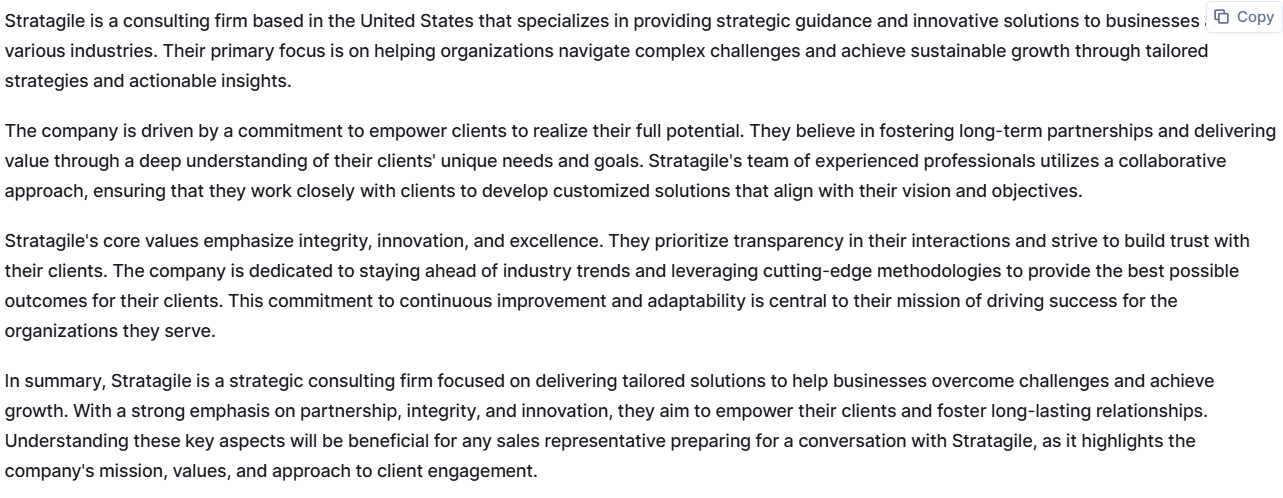 Stratagile is a consulting firm based in the United States that specializes in providing strategic guidance and innovative solutions to businesses
Copy
various industries. Their primary focus is on helping organizations navigate complex challenges and achieve sustainable growth through tailored
strategies and actionable insights.
The company is driven by a commitment to empower clients to realize their full potential. They believe in fostering long-term partnerships and delivering
value through a deep understanding of their clients' unique needs and goals. Stratagile's team of experienced professionals utilizes a collaborative
approach, ensuring that they work closely with clients to develop customized solutions that align with their vision and objectives.
Stratagile's core values emphasize integrity, innovation, and excellence. They prioritize transparency in their interactions and strive to build trust with
their clients. The company is dedicated to staying ahead of industry trends and leveraging cutting-edge methodologies to provide the best possible
outcomes for their clients. This commitment to continuous improvement and adaptability is central to their mission of driving success for the
organizations they serve.
In summary, Stratagile is a strategic consulting firm focused on delivering tailored solutions to help businesses overcome challenges and achieve
growth. With a strong emphasis on partnership, integrity, and innovation, they aim to empower their clients and foster long-lasting relationships.
Understanding these key aspects will be beneficial for any sales representative preparing for a conversation with Stratagile, as it highlights the
company's mission, values, and approach to client engagement.